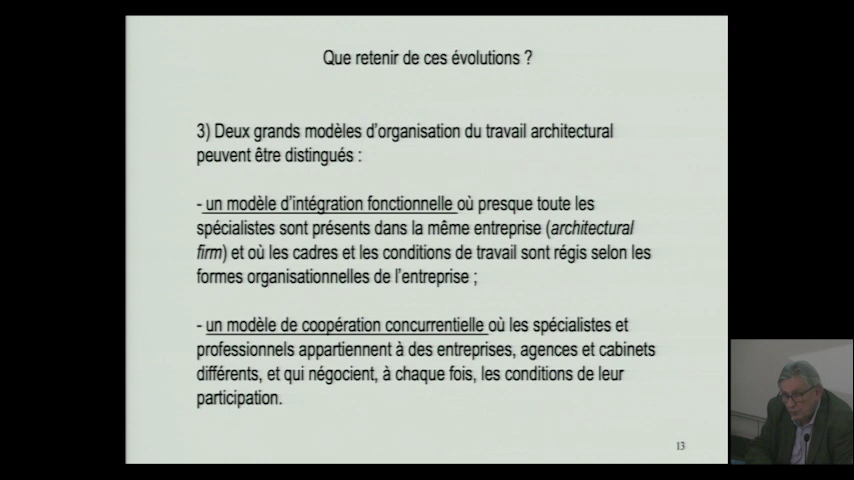 Que retenir de ces évolutions ?
3) Deux grands modèles d'organisation du travail architectural
peuvent être distingués :
- un modèle d'intégration fonctionnelle où presque toute les
spécialistes sont présents dans la même entreprise (architectural
firm) et où les cadres et les conditions de travail sont régis selon les
formes organisationnelles de l'entreprise ;
- un modèle de coopération concurrentielle où les spécialistes et
professionnels appartiennent à des entreprises, agences et cabinets
différents, et qui négocient, à chaque fois, les conditions de leur
participation.
13